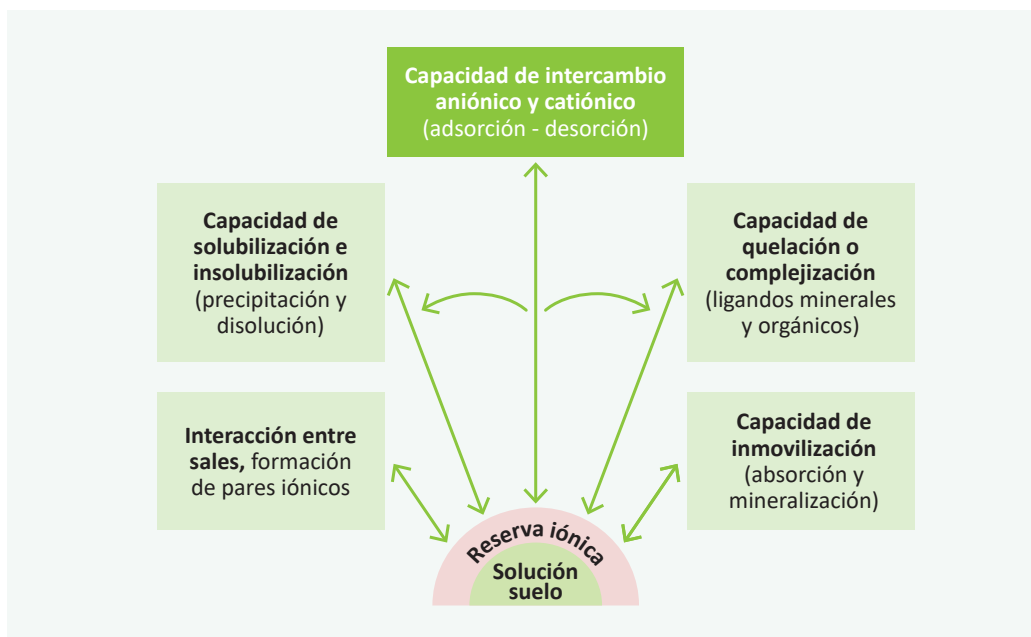 Capacidad de intercambio
aniónico y catiónico
(adsorción - desorción)
Capacidad de
solubilización e
insolubilización
(precipitación y
disolución)
Capacidad de
quelación o
complejización
(ligandos minerales
y orgánicos)
Interacción entre
sales, formación
de pares iónicos
Capacidad de
inmovilización
(absorción y
mineralización)
Reserva iónica
Solución
suelo